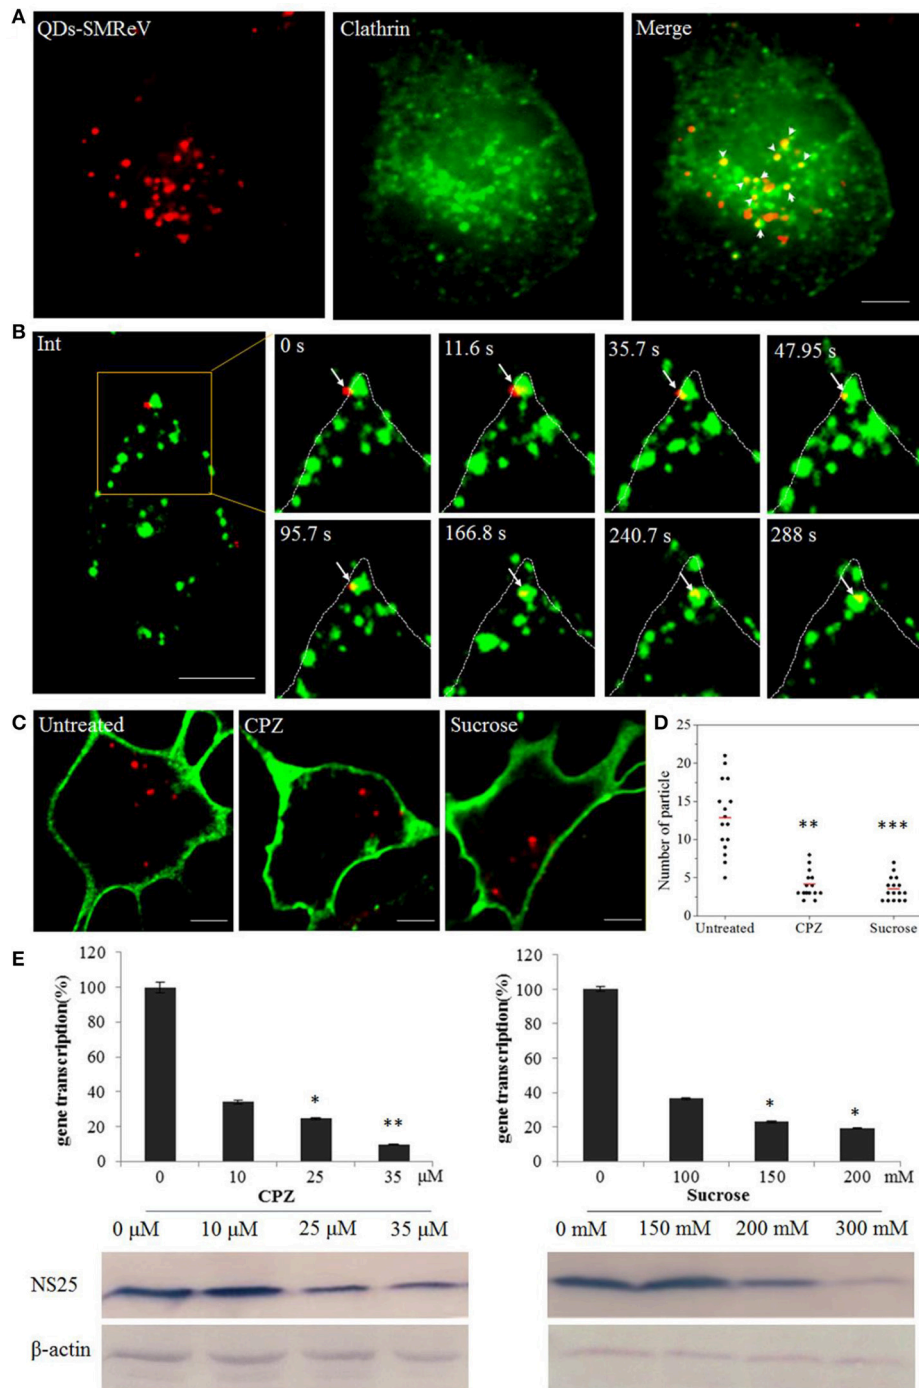 A
QDs-SMReV
Clathrin
Merge
B
Int
0 s
11.6 s
35.7 s
47.95 s
95.7 s
166.8 s
240.7 s
288 s
C
Untreated
CPZ
Sucrose
D
Number of particle
25
20
15
10
5
0
**
***
Untreated
CPZ
Sucrose
E
gene transcription(%)
120
100
80
60
40
20
0
*
**
0
10
25
35
μM
CPZ
gene transcription(%)
120
100
80
60
40
20
0
*
*
0
100
150
200
mM
Sucrose
0 μM 10 μM 25 μM 35 μM
0 mM 150 mM 200 mM 300 mM
NS25
β-actin